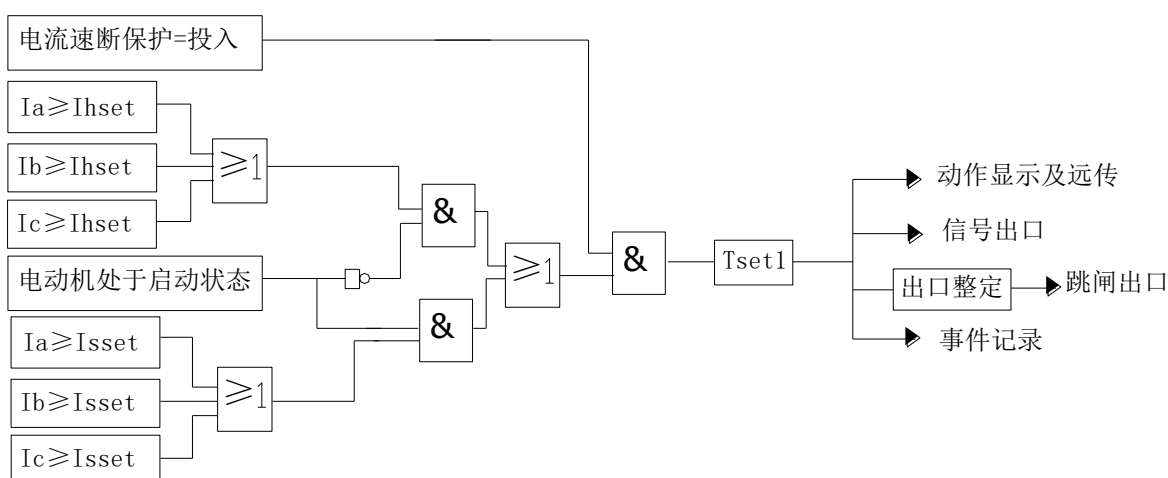 电流速断保护=投入
Ia≥Ihset
Ib≥Ihset
Ic≥Ihset
≥1
&
电动机处于启动状态
&
Ia≥Isset
Ib≥Isset
Ic≥Isset
≥1
≥1
&
Tset1
动作显示及远传
信号出口
出口整定
跳闸出口
事件记录